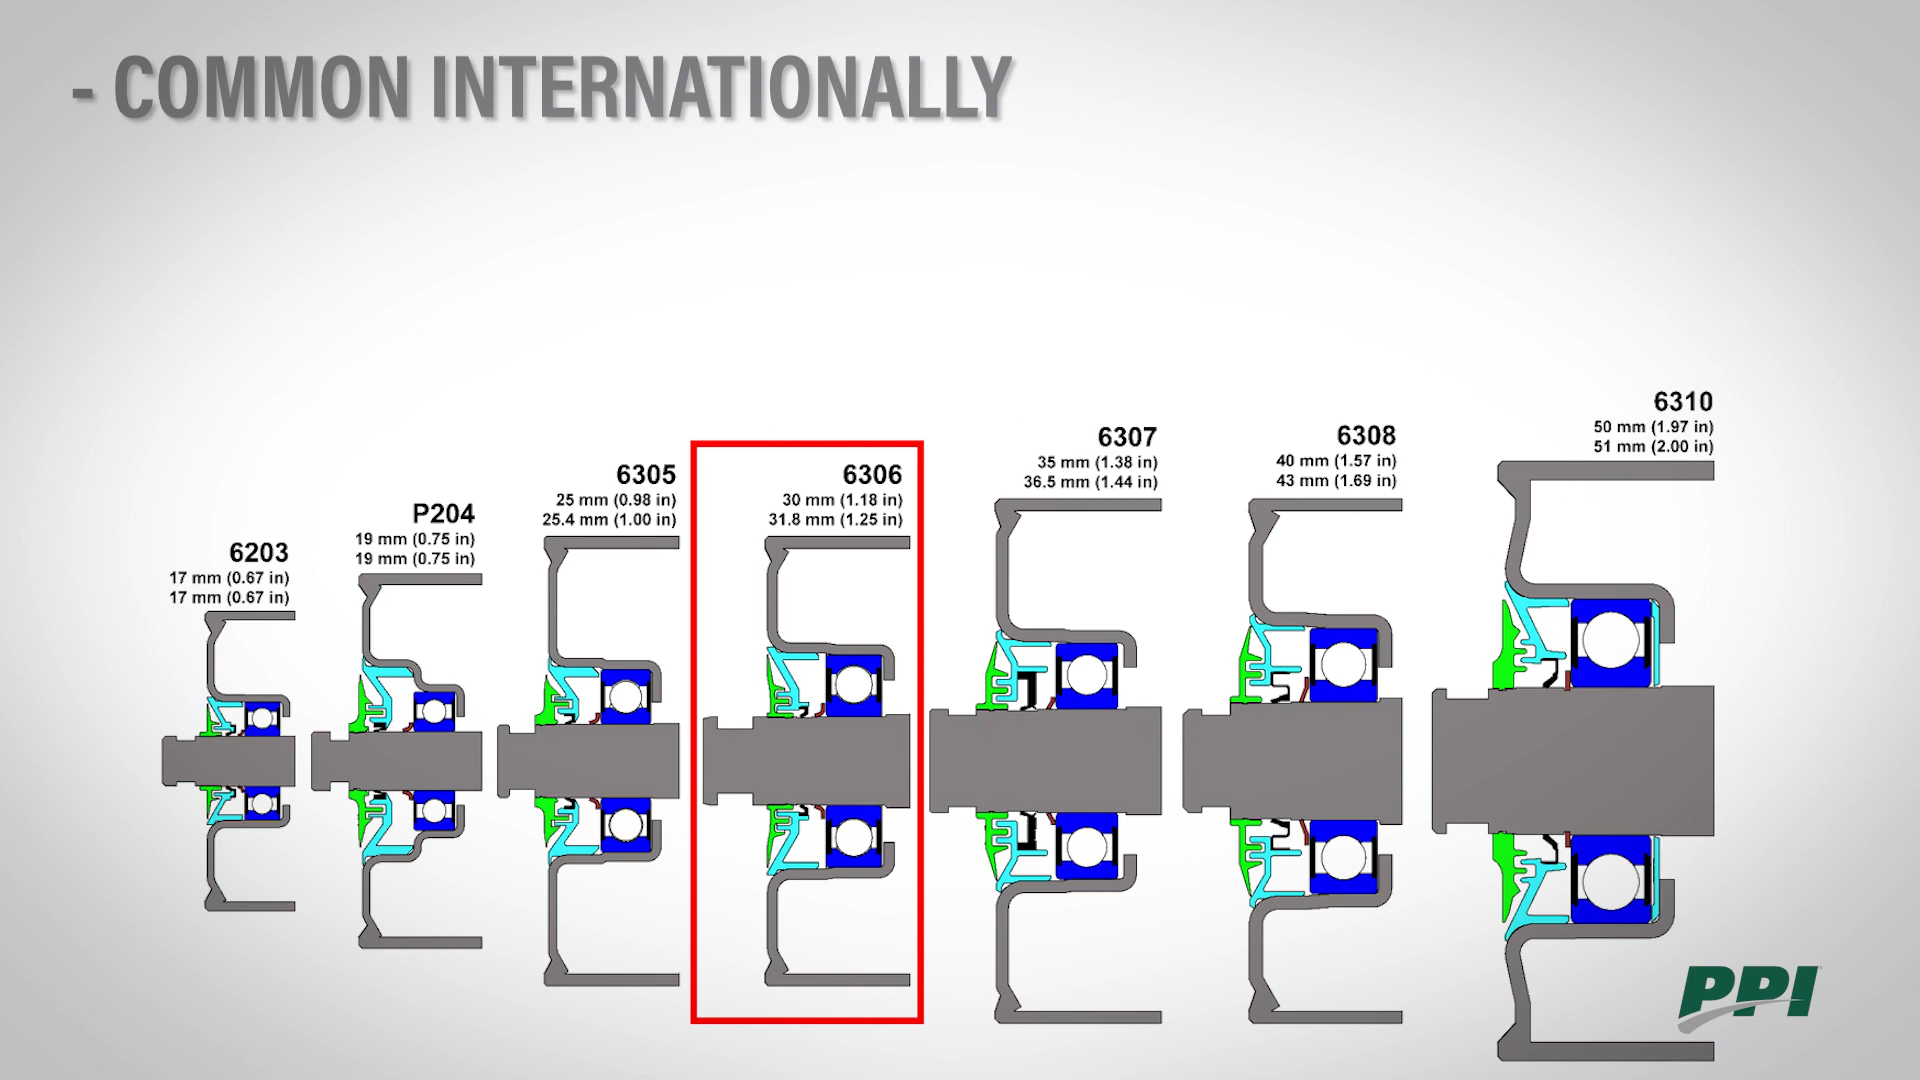 - COMMON INTERNATIONALLY
6203
17 mm (0.67 in)
17 mm (0.67 in)
P204
19 mm (0.75 in)
19 mm (0.75 in)
6305
25 mm (0.98 in)
25.4 mm (1.00 in)
6306
30 mm (1.18 in)
31.8 mm (1.25 in)
6307
35 mm (1.38 in)
36.5 mm (1.44 in)
6308
40 mm (1.57 in)
43 mm (1.69 in)
6310
50 mm (1.97 in)
51 mm (2.00 in)
PPI